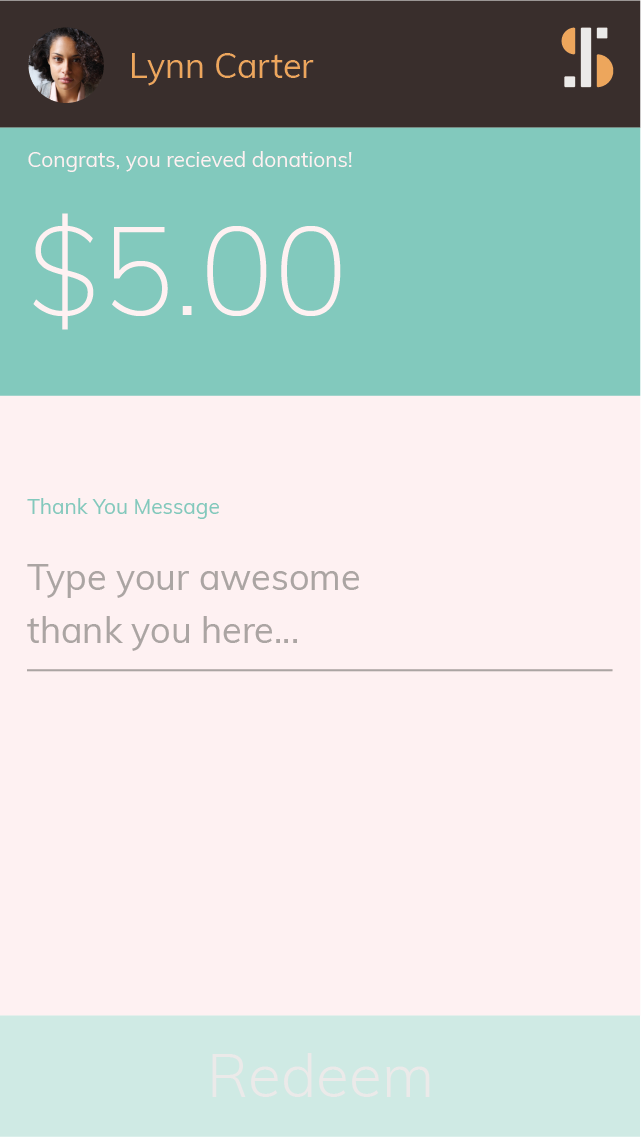 Lynn Carter
Congrats, you recieved donations!
$5.00
Thank You Message
Type your awesome
thank you here...
Redeem